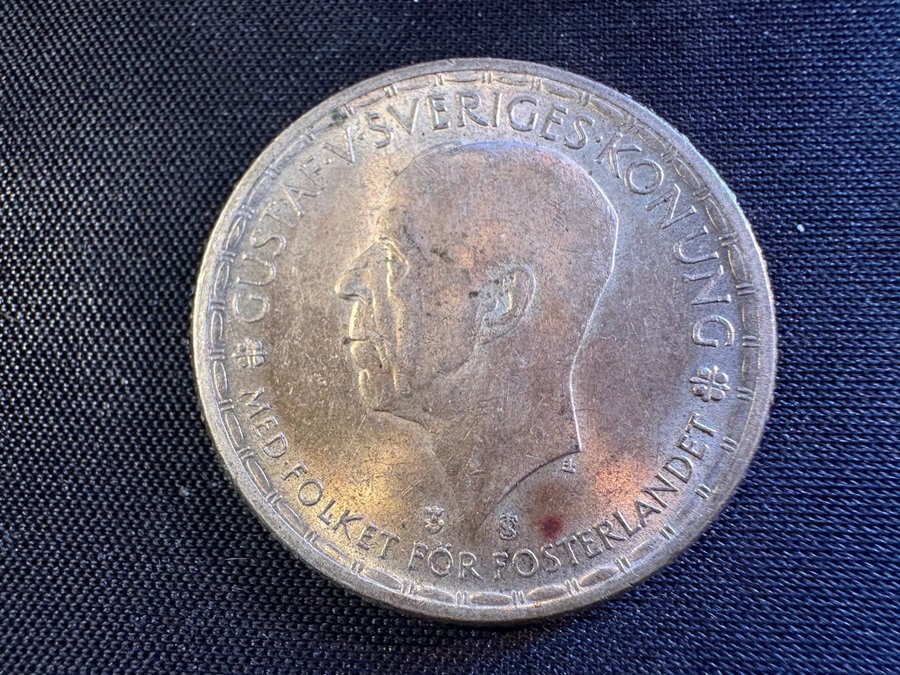 GUSTAF·V·SVERIGES·KONUNG
MED·FOLKET·FÖR·FOSTERLANDET